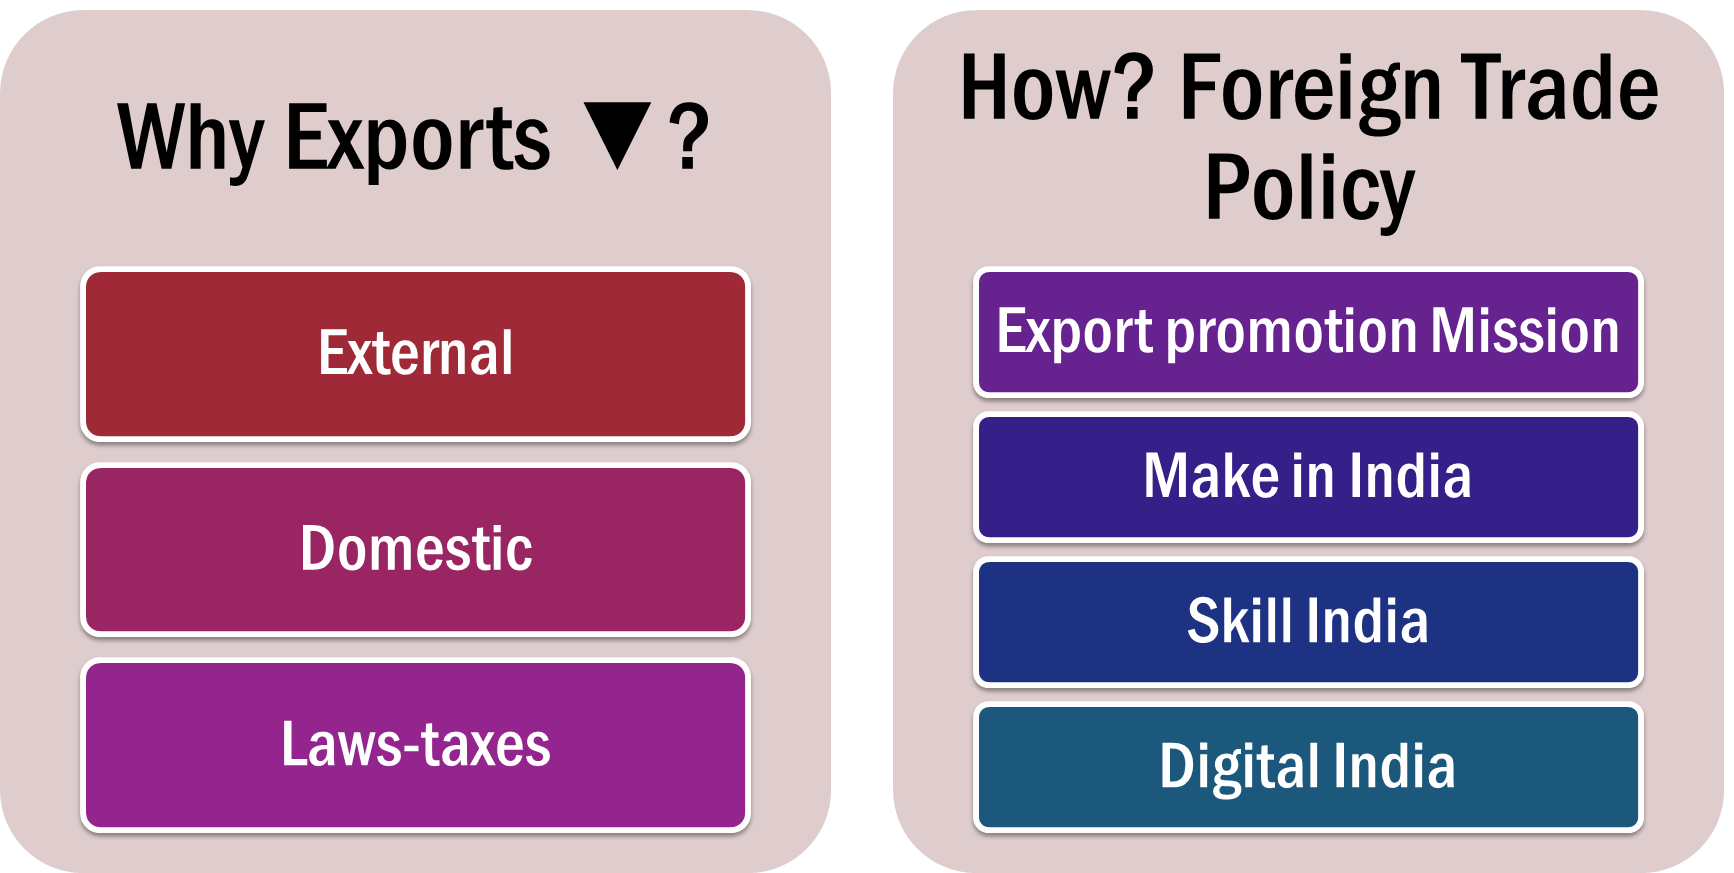 Why Exports ▼?
External
Domestic
Laws-taxes
How? Foreign Trade
Policy
Export promotion Mission
Make in India
Skill India
Digital India